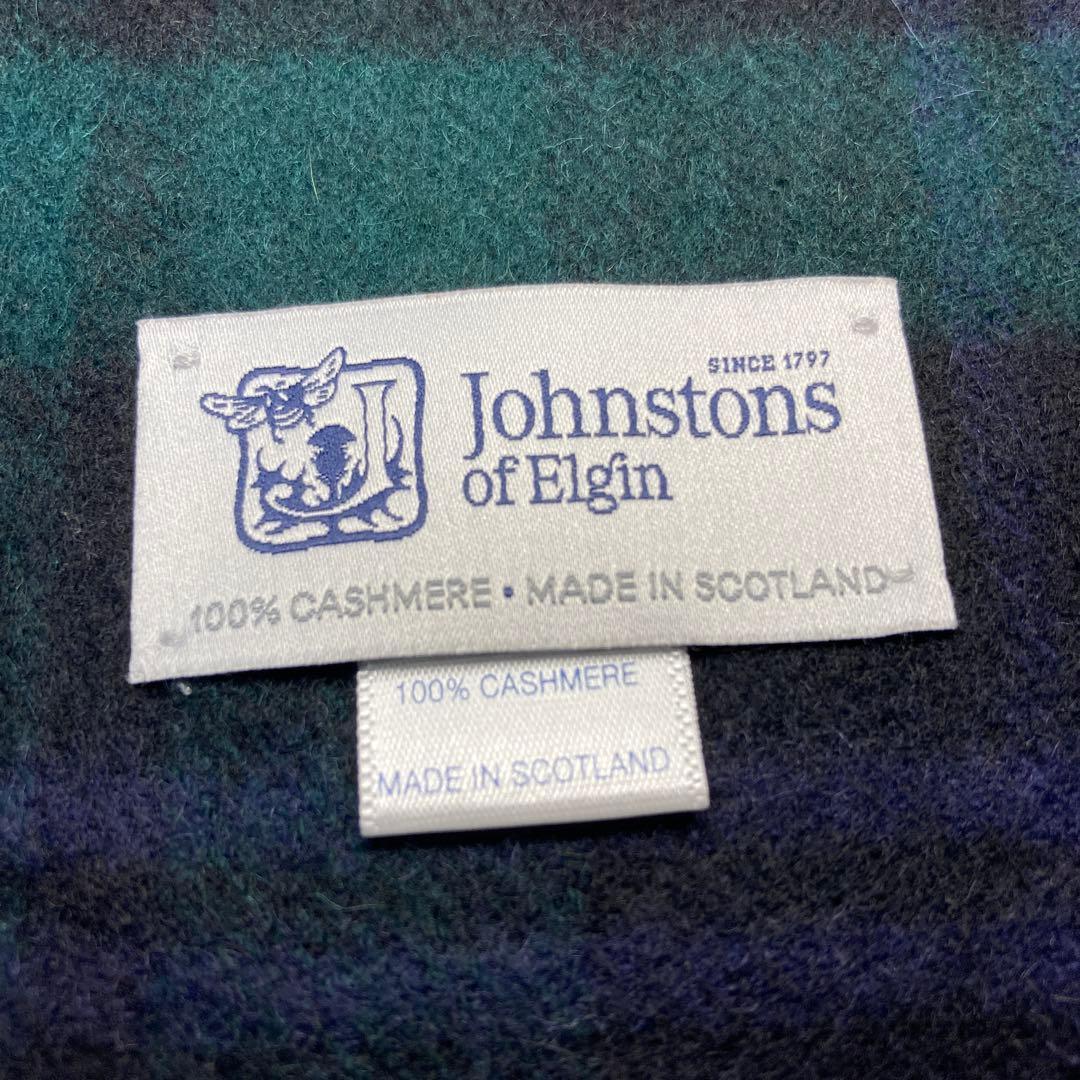 SINCE 1797
Johnstons
of Elgin
100% CASHMERE • MADE IN SCOTLAND
100% CASHMERE
MADE IN SCOTLAND